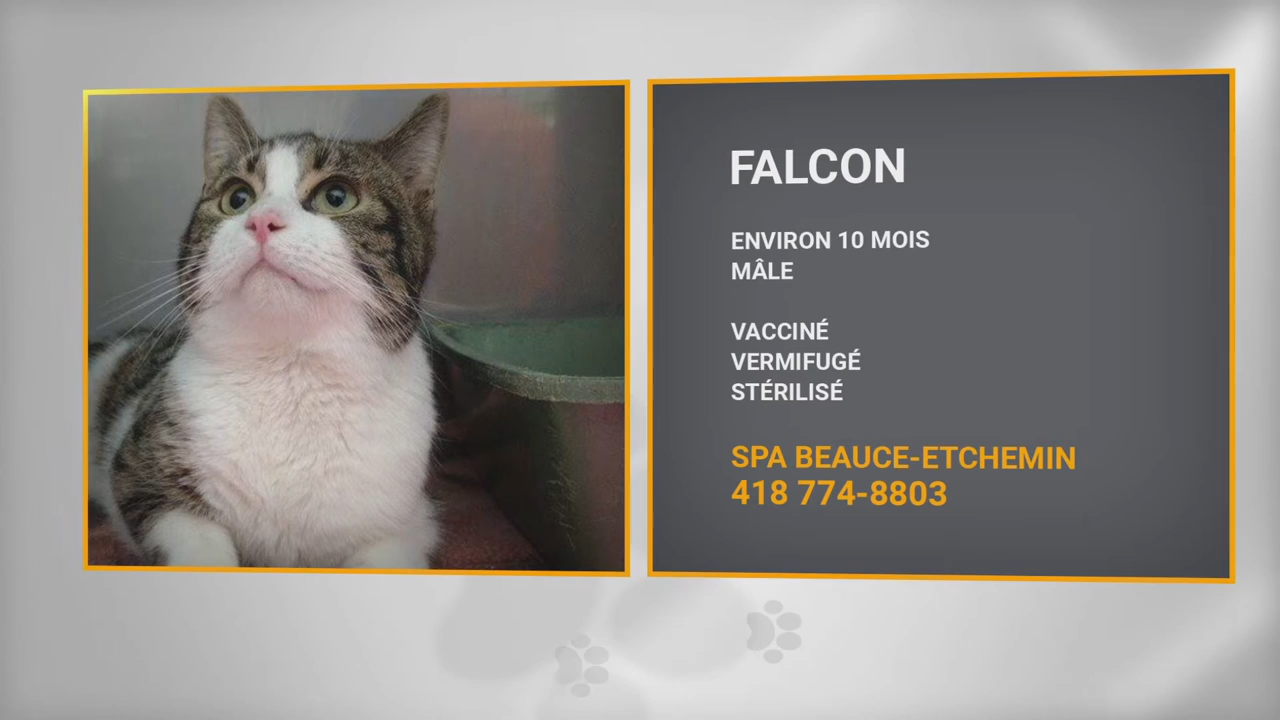 FALCON
ENVIRON 10 MOIS
MÂLE
VACCINÉ
VERMIFUGÉ
STÉRILISÉ
SPA BEAUCE-ETCHEMIN
418 774-8803